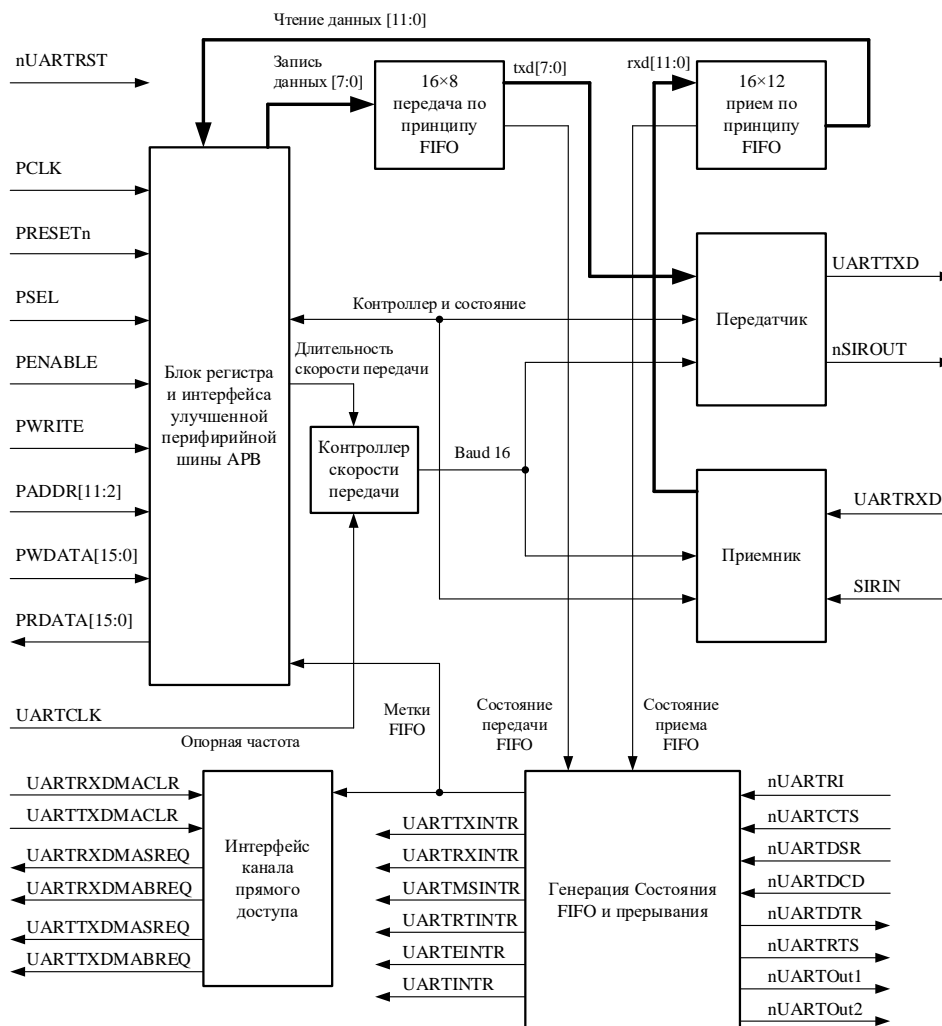 Чтение данных [11:0]
nUARTRST
Запись
данных [7:0]
16×8
передача по
принципу
FIFO
txd[7:0]
rxd[11:0]
16×12
прием по
принципу
FIFO
PCLK
PRESETn
PSEL
PENABLE
PWRITE
PADDR[11:2]
PWDATA[15:0]
PRDATA[15:0]
UARTCLK
Блок регистра
и интерфейса
улучшенной
перифирийной
шины APB
Контроллер и состояние
Длительность
скорости передачи
Контроллер
скорости
передачи
Baud 16
Передатчик
UARTTXD
nSIROUT
Приемник
UARTRXD
SIRIN
Опорная частота
Метки
FIFO
Состояние
передачи
FIFO
Состояние
приема
FIFO
UARTRXDMACLR
UARTTXDMACLR
UARTRXDMASREQ
UARTRXDMABREQ
UARTTXDMASREQ
UARTTXDMABREQ
Интерфейс
канала
прямого
доступа
UARTTXINTR
UARTRXINTR
UARTMSINTR
UARTRTINTR
UARTEINTR
UARTINTR
Генерация Состояния
FIFO и прерывания
nUARTRI
nUARTCTS
nUARTDSR
nUARTDCD
nUARTDTR
nUARTRTS
nUARTOut1
nUARTOut2